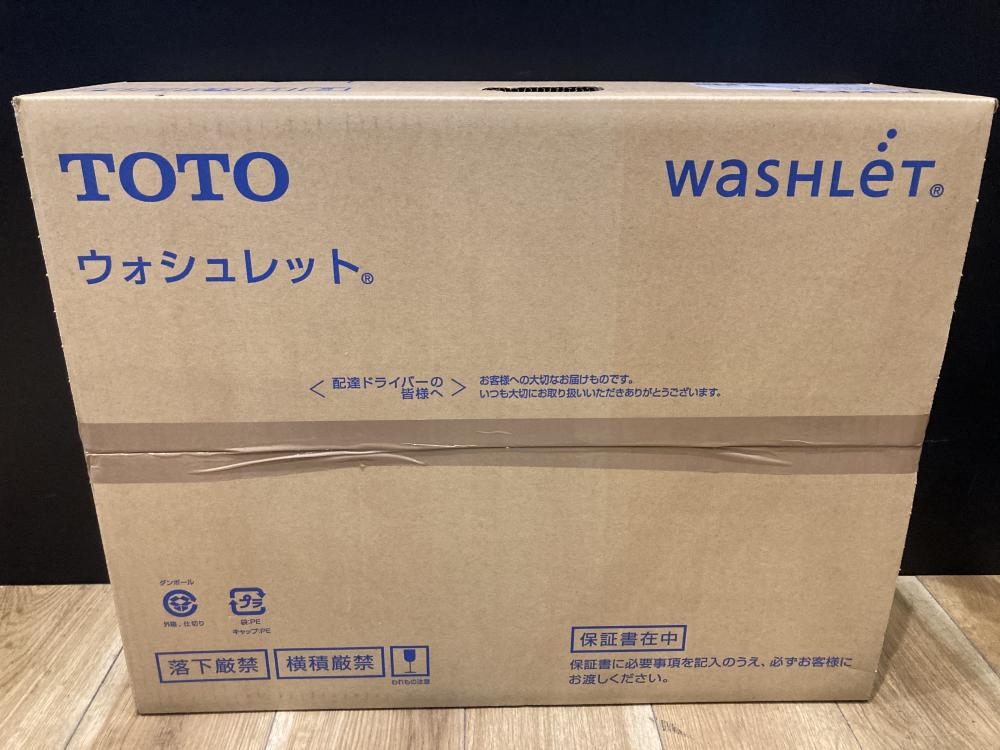 TOTO
WASHLET®
ウォシュレット®
＜ 配達ドライバーの
皆様へ ＞
お客様への大切なお届けものです。
いつも大切にお取り扱いいただきありがとうございます。
ダンボール
外箱，仕切り
プラ
袋:PE
キャップ:PE
落下厳禁
横積厳禁
われもの注意
保証書在中
保証書に必要事項を記入のうえ、必ずお客様に
お渡しください。